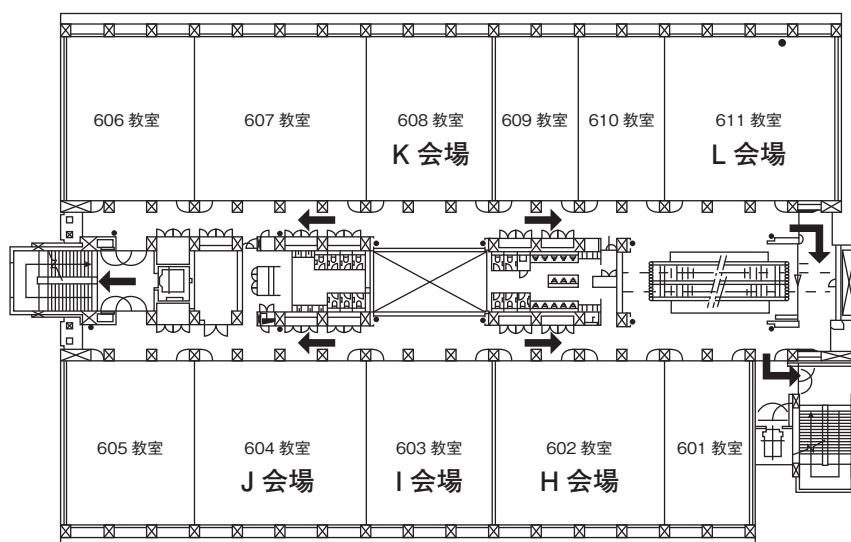 606 教室
607 教室
608 教室
K 会場
609 教室
610 教室
611 教室
L 会場
605 教室
604 教室
J 会場
603 教室
I 会場
602 教室
H 会場
601 教室